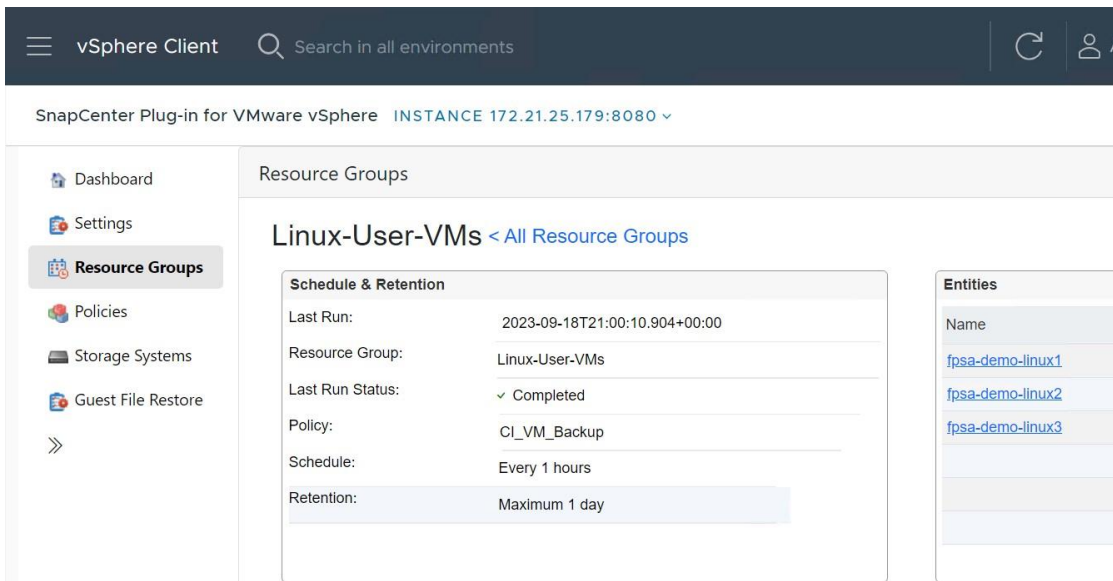 vSphere Client
Search in all environments
SnapCenter Plug-in for VMware vSphere INSTANCE 172.21.25.179:8080
Dashboard
Settings
Resource Groups
Policies
Storage Systems
Guest File Restore
Resource Groups
Linux-User-VMs < All Resource Groups
Schedule & Retention
Last Run: 2023-09-18T21:00:10.904+00:00
Resource Group: Linux-User-VMs
Last Run Status: ✓ Completed
Policy: CI_VM_Backup
Schedule: Every 1 hours
Retention: Maximum 1 day
Entities
Name
fpsa-demo-linux1
fpsa-demo-linux2
fpsa-demo-linux3